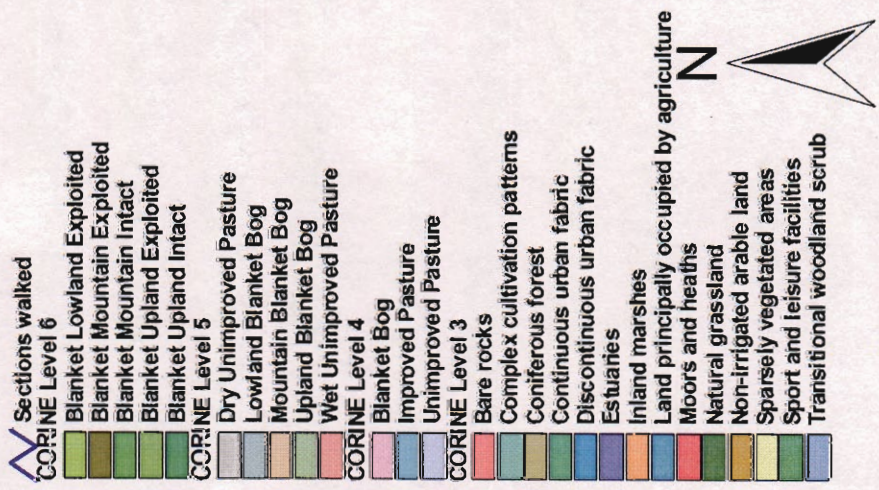 Sections walked
CORINE Level 6
Blanket Lowland Exploited
Blanket Mountain Exploited
Blanket Mountain Intact
Blanket Upland Exploited
Blanket Upland Intact
CORINE Level 5
Dry Unimproved Pasture
Lowland Blanket Bog
Mountain Blanket Bog
Upland Blanket Bog
Wet Unimproved Pasture
CORINE Level 4
Blanket Bog
Improved Pasture
Unimproved Pasture
CORINE Level 3
Bare rocks
Complex cultivation patterns
Coniferous forest
Continuous urban fabric
Discontinuous urban fabric
Estuaries
Inland marshes
Land principally occupied by agriculture
Moors and heaths
Natural grassland
Non-irrigated arable land
Sparsely vegetated areas
Sport and leisure facilities
Transitional woodland scrub
N